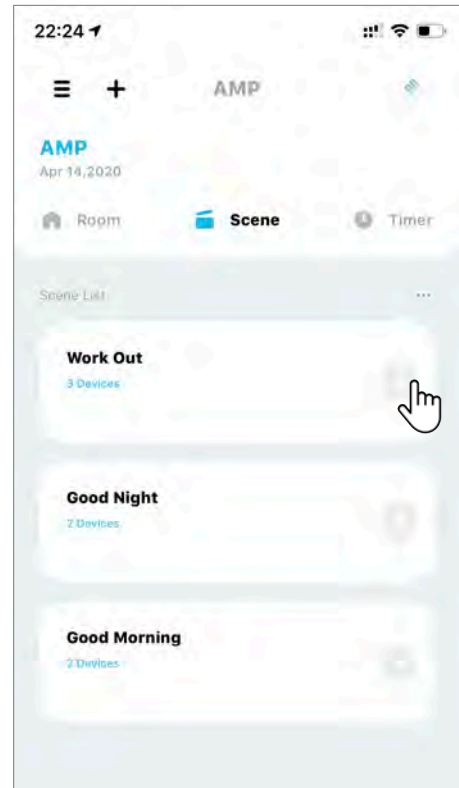 22:24
AMP
AMP
Apr 14,2020
Room Scene Timer
Scene List
Work Out
3 Devices
Good Night
2 Devices
Good Morning
2 Devices